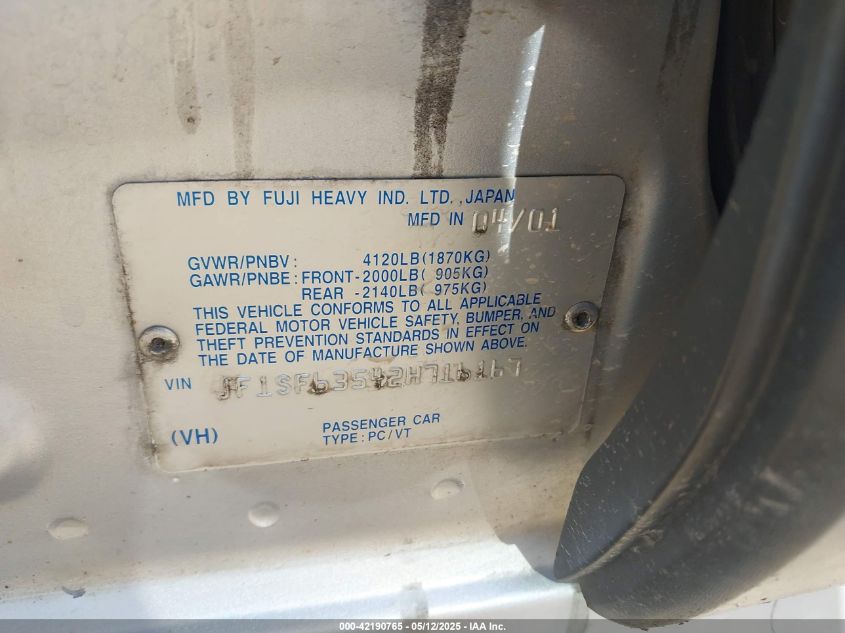 MFD BY FUJI HEAVY IND. LTD., JAPAN
MFD IN 04/01
GVWR/PNBV: 4120LB(1870KG)
GAWR/PNBE: FRONT-2000LB( 905KG)
REAR -2140LB( 975KG)
THIS VEHICLE CONFORMS TO ALL APPLICABLE
FEDERAL MOTOR VEHICLE SAFETY, BUMPER, AND
THEFT PREVENTION STANDARDS IN EFFECT ON
THE DATE OF MANUFACTURE SHOWN ABOVE.
VIN JF1SF63542H716167
(VH) PASSENGER CAR
TYPE: PC/VT
000-42190765 - 05/12/2025 - IAA Inc.